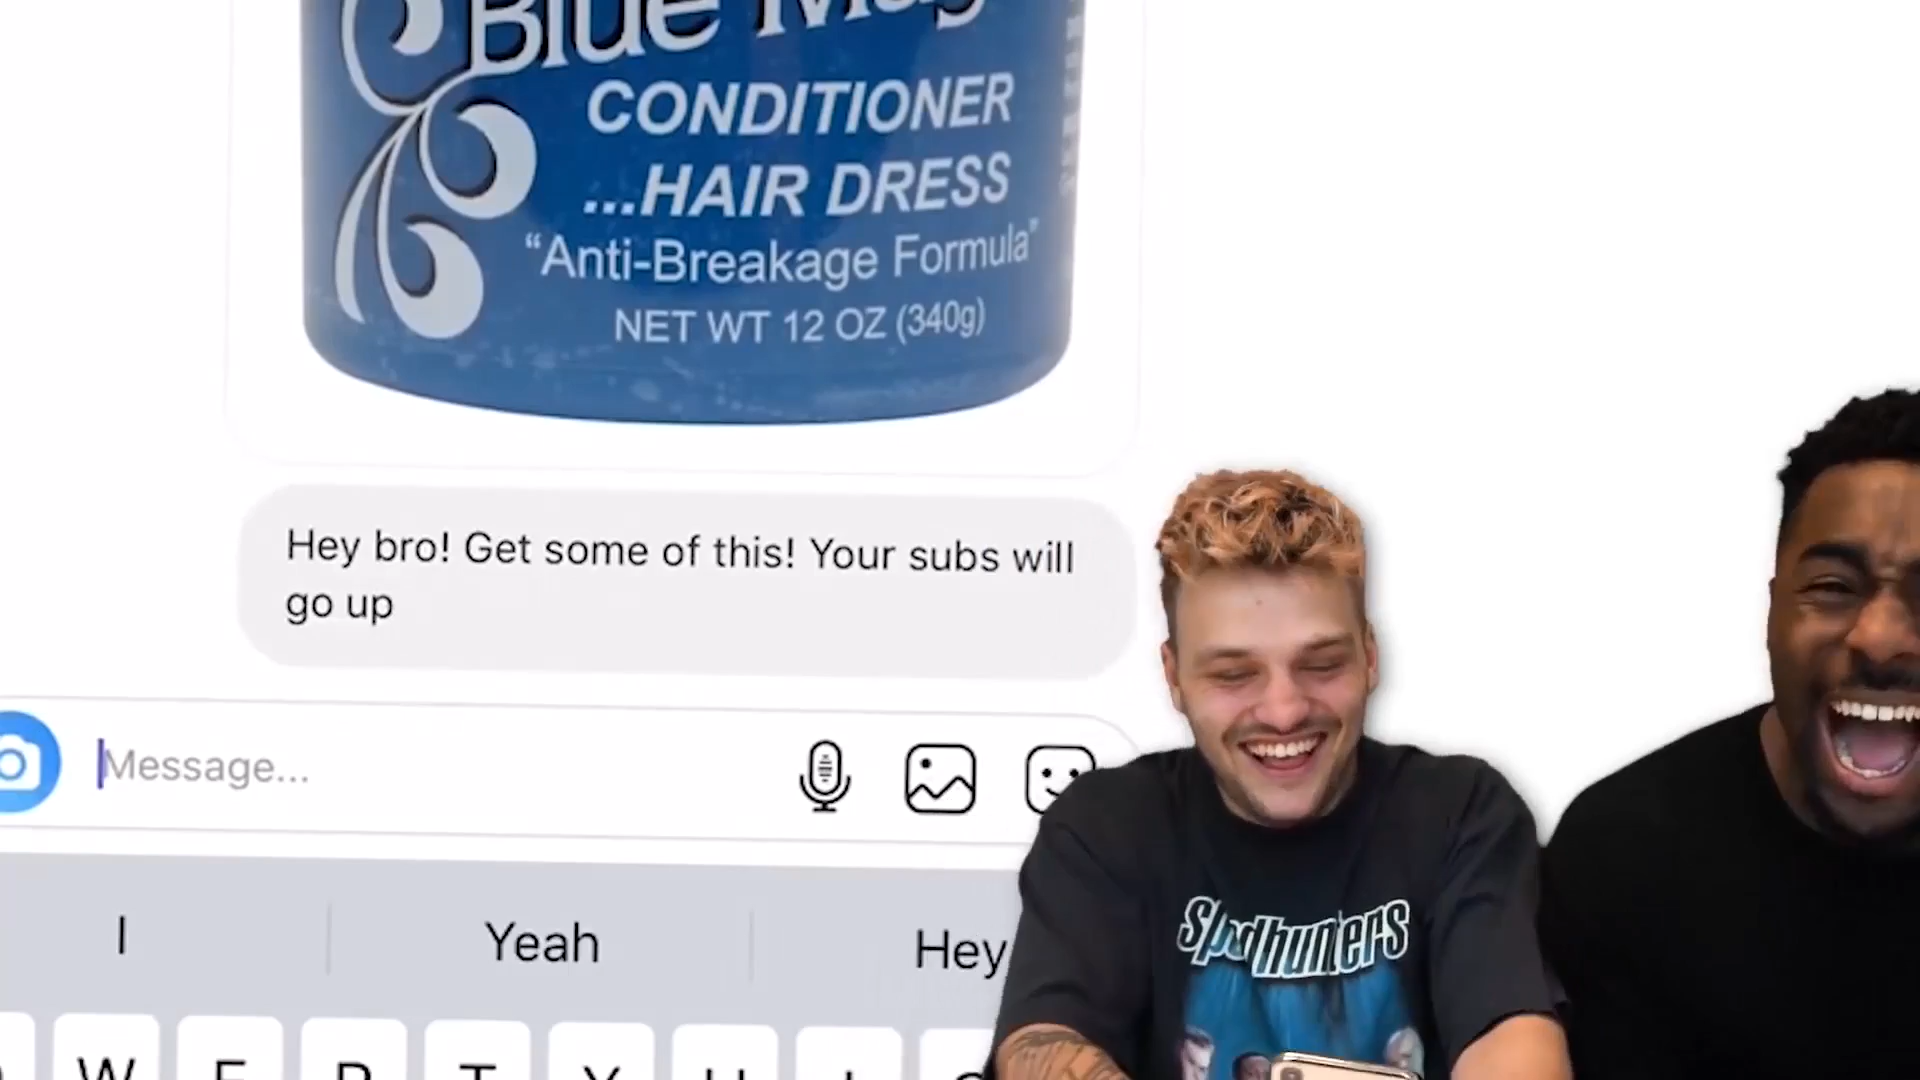 Blue
CONDITIONER
...HAIR DRESS
“Anti-Breakage Formula”
NET WT 12 OZ (340g)
Hey bro! Get some of this! Your subs will
go up
Message...
I
Yeah
Hey
W E R T Y U I